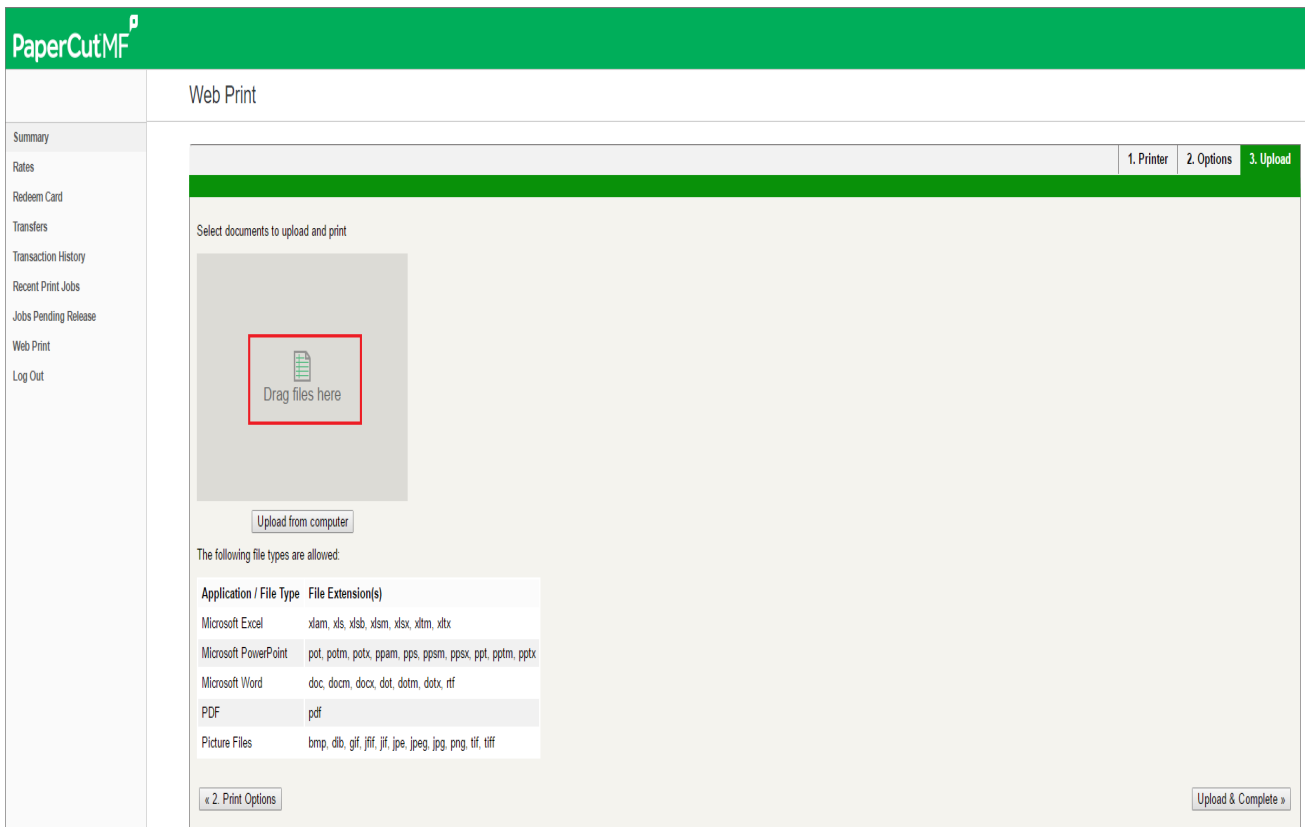 PaperCutMF
Web Print
Summary
Rates
Redeem Card
Transfers
Transaction History
Recent Print Jobs
Jobs Pending Release
Web Print
Log Out
1. Printer 2. Options 3. Upload
Select documents to upload and print
Drag files here
Upload from computer
The following file types are allowed:
Application / File Type File Extension(s)
Microsoft Excel xlam, xls, xlsb, xlsm, xlsx, xltm, xltx
Microsoft PowerPoint pot, potm, potx, ppam, pps, ppsm, ppsx, ppt, pptm, pptx
Microsoft Word doc, docm, docx, dot, dotm, dotx, rtf
PDF pdf
Picture Files bmp, dib, gif, jfif, jif, jpe, jpeg, jpg, png, tif, tiff
« 2. Print Options Upload & Complete »